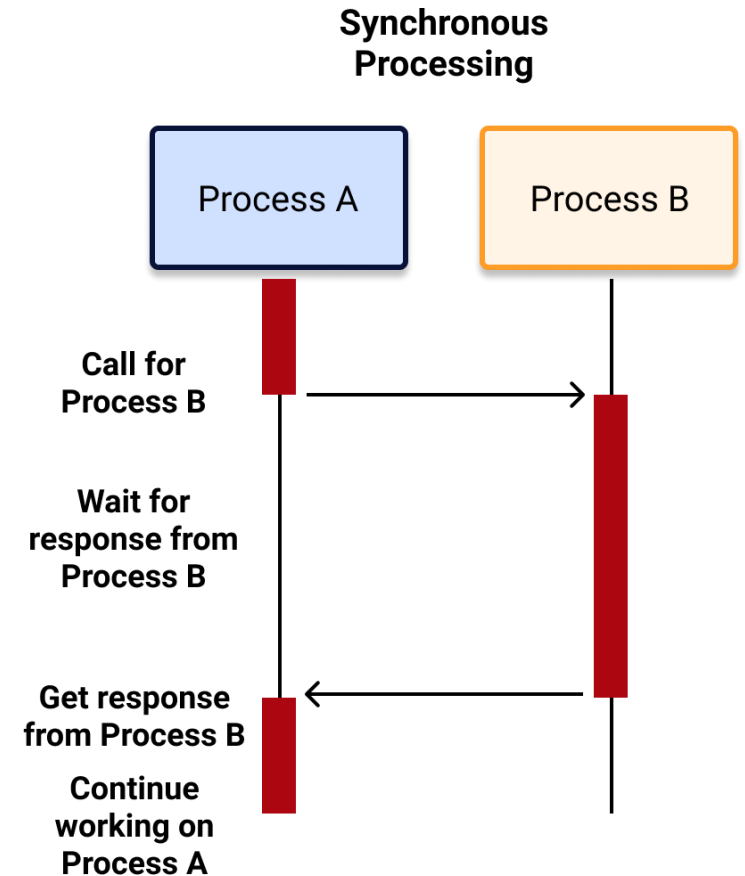 Synchronous
Processing
Process A
Process B
Call for
Process B
Wait for
response from
Process B
Get response
from Process B
Continue
working on
Process A